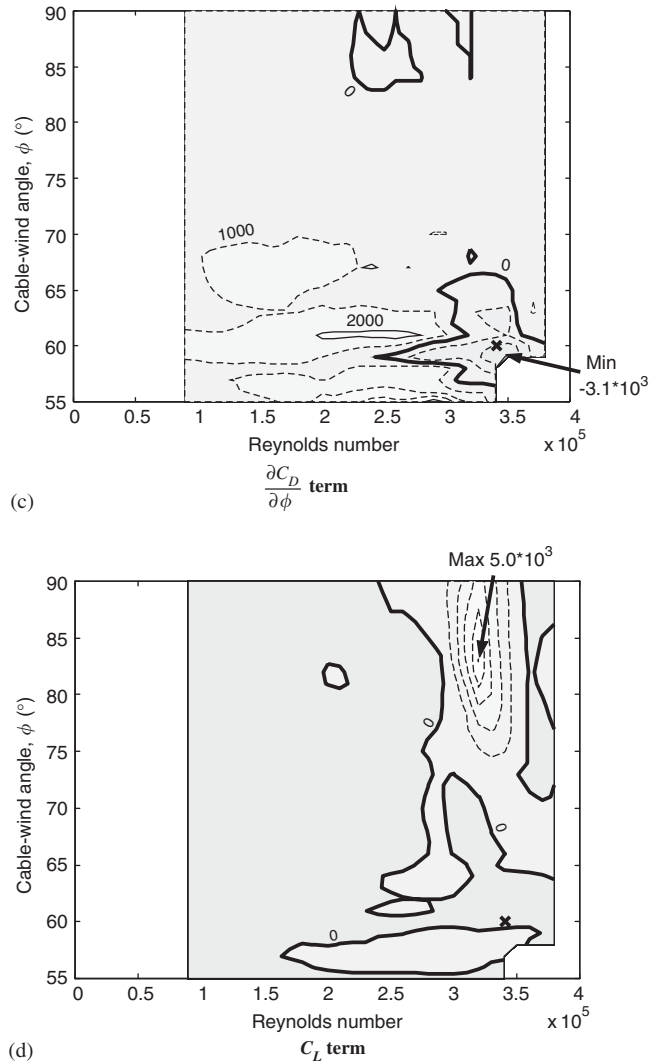 90
85
80
75
70
65
60
55
Cable-wind angle, ϕ (°)
0
1000
0
2000
Min
-3.1*10³
0 0.5 1 1.5 2 2.5 3 3.5 4
Reynolds number
x 10⁵
(c)
∂C_D
∂ϕ
term
Max 5.0*10³
90
85
80
75
70
65
60
55
Cable-wind angle, ϕ (°)
0
0
0
0 0.5 1 1.5 2 2.5 3 3.5 4
Reynolds number
x 10⁵
(d)
C_L term